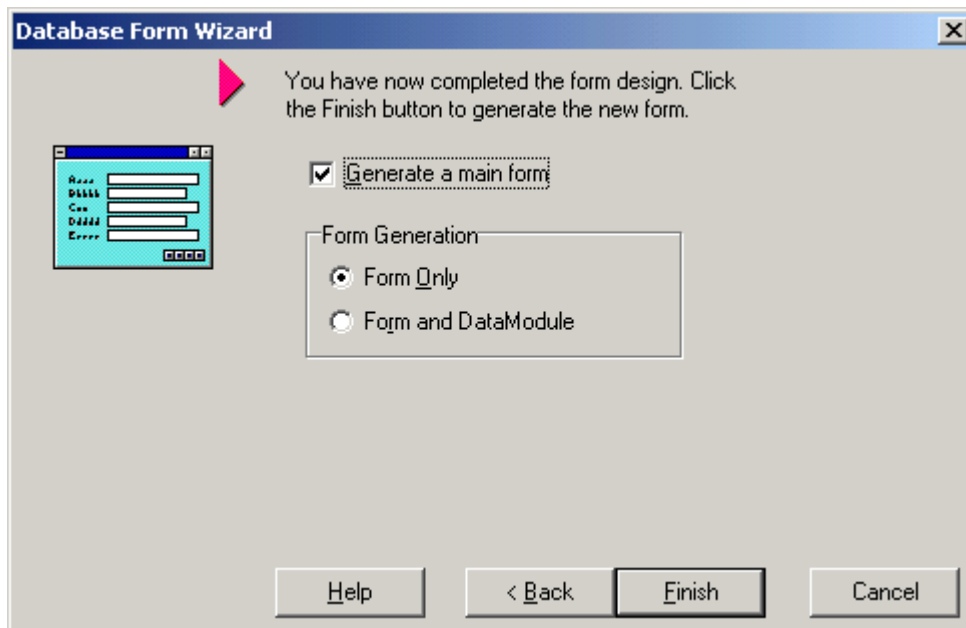 Database Form Wizard
You have now completed the form design. Click
the Finish button to generate the new form.
Generate a main form
Form Generation
Form Only
Form and DataModule
Help
< Back
Finish
Cancel